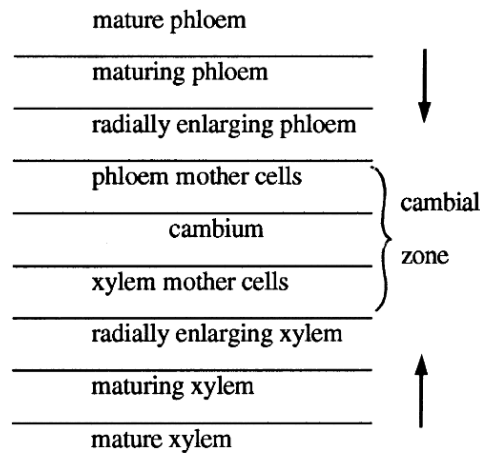 mature phloem
maturing phloem
radially enlarging phloem
phloem mother cells
cambium
xylem mother cells
cambial
zone
radially enlarging xylem
maturing xylem
mature xylem